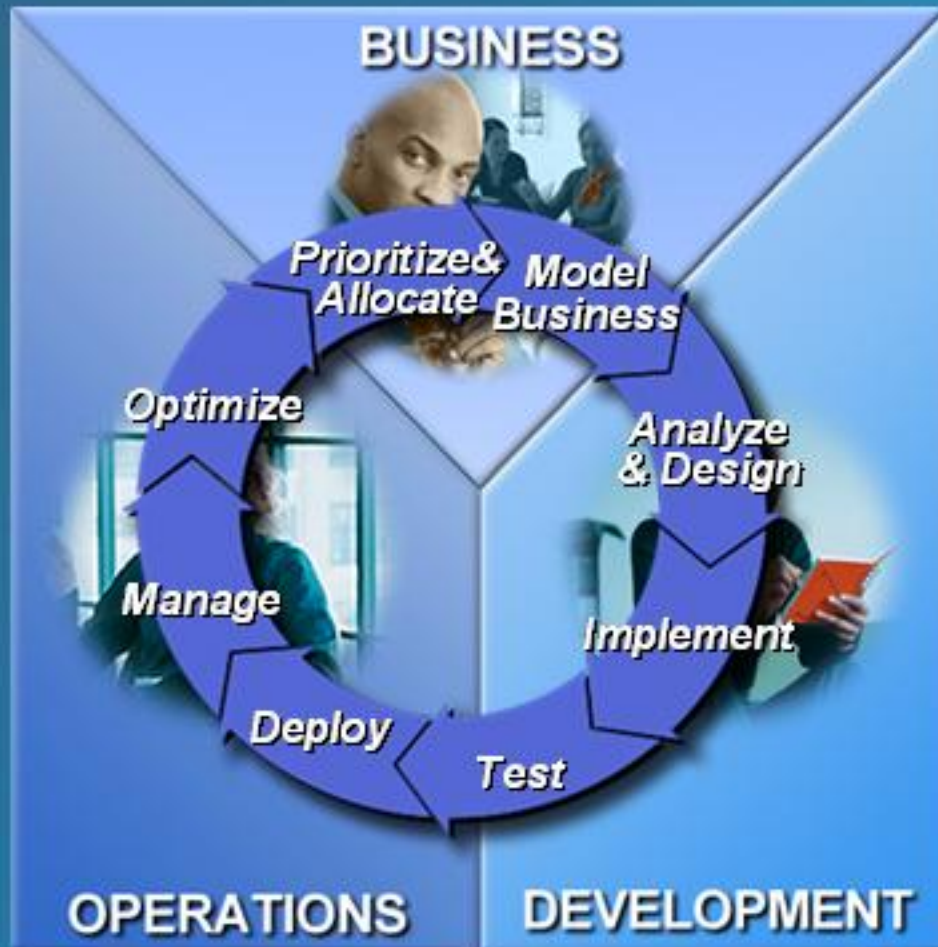 BUSINESS
Prioritize&
Allocate
Model
Business
Analyze
& Design
Implement
Test
Deploy
Manage
Optimize
OPERATIONS
DEVELOPMENT